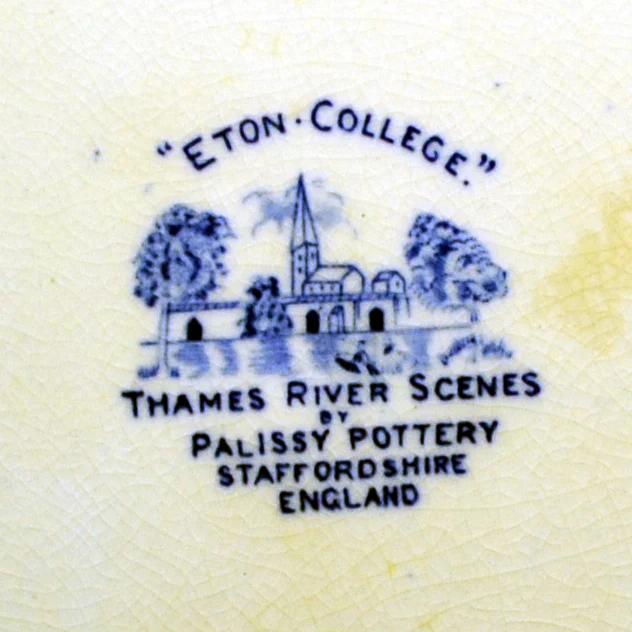 "ETON·COLLEGE."
THAMES RIVER SCENES
BY
PALISSY POTTERY
STAFFORDSHIRE
ENGLAND